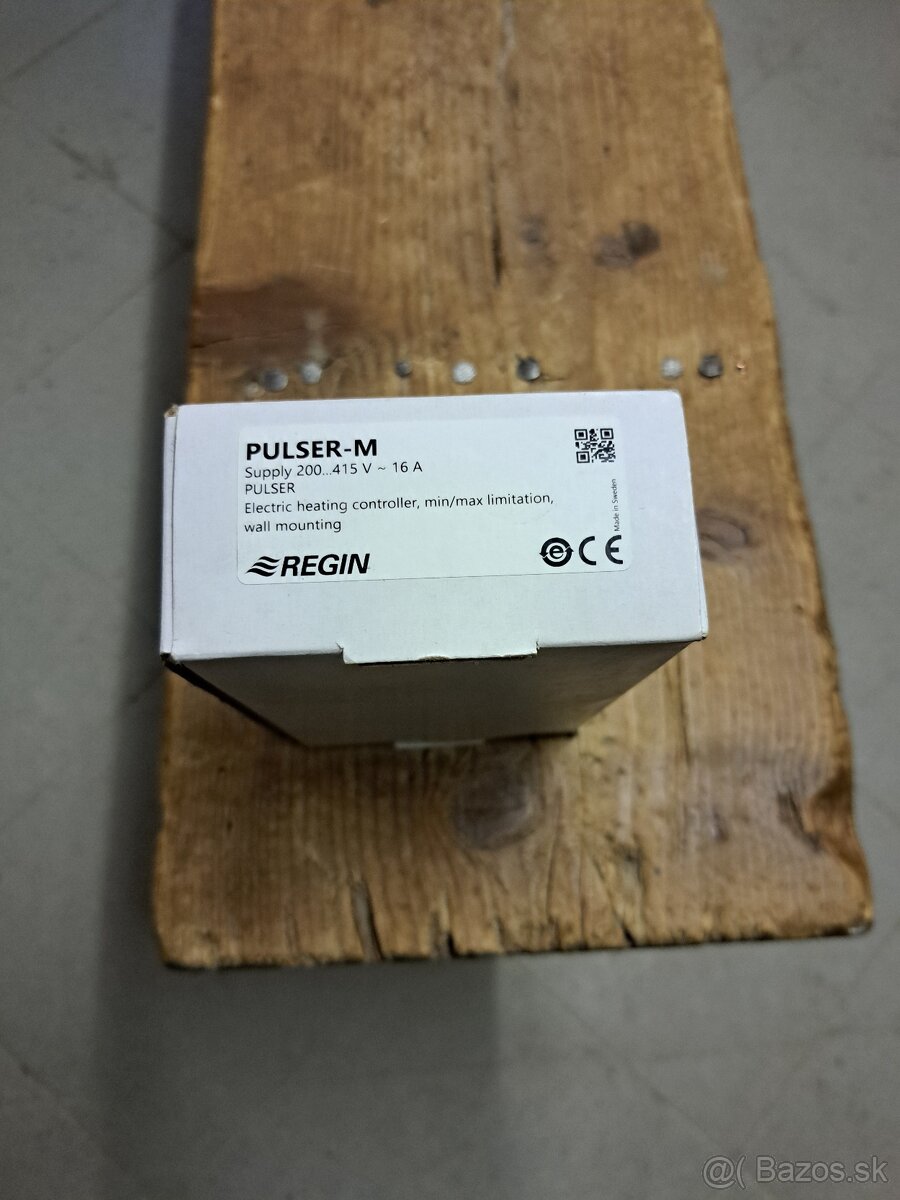 PULSER-M
Supply 200...415 V ~ 16 A
PULSER
Electric heating controller, min/max limitation,
wall mounting
Made in Sweden
REGIN
CE
@( Bazos.sk